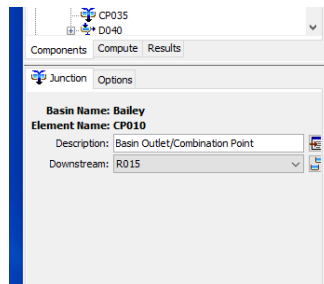 CP035
D040
Components Compute Results
Junction Options
Basin Name: Bailey
Element Name: CP010
Description: Basin Outlet/Combination Point
Downstream: R015